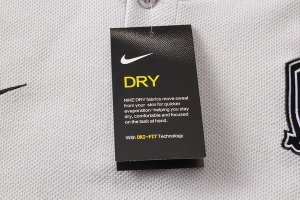 DRY
NIKE DRY fabrics move sweat
from your skin for quicker
evaporation - helping you stay
dry, comfortable and focused
on the task at hand.
With DRI-FIT Technology